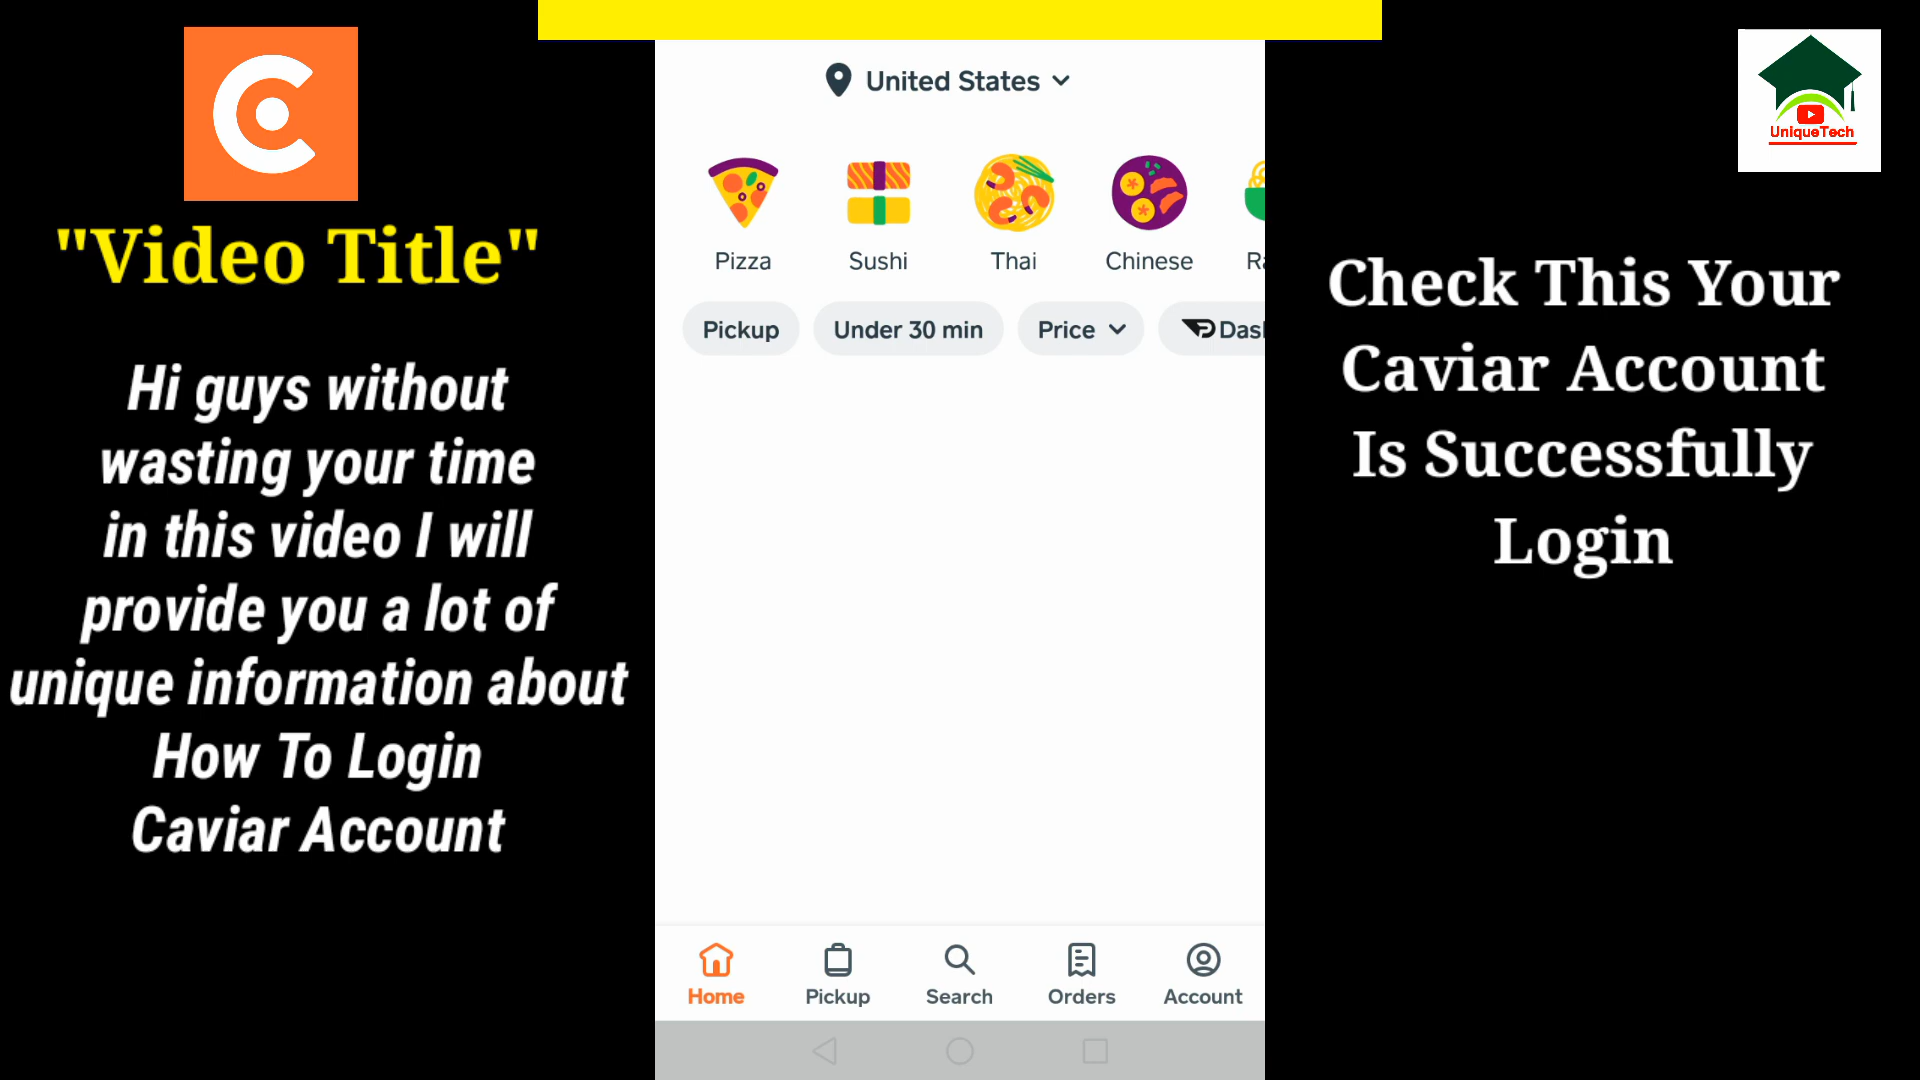 "Video Title"
Hi guys without
wasting your time
in this video I will
provide you a lot of
unique information about
How To Login
Caviar Account
United States
Pizza
Sushi
Thai
Chinese
Ra
Pickup
Under 30 min
Price
Das
Home
Pickup
Search
Orders
Account
UniqueTech
Check This Your
Caviar Account
Is Successfully
Login